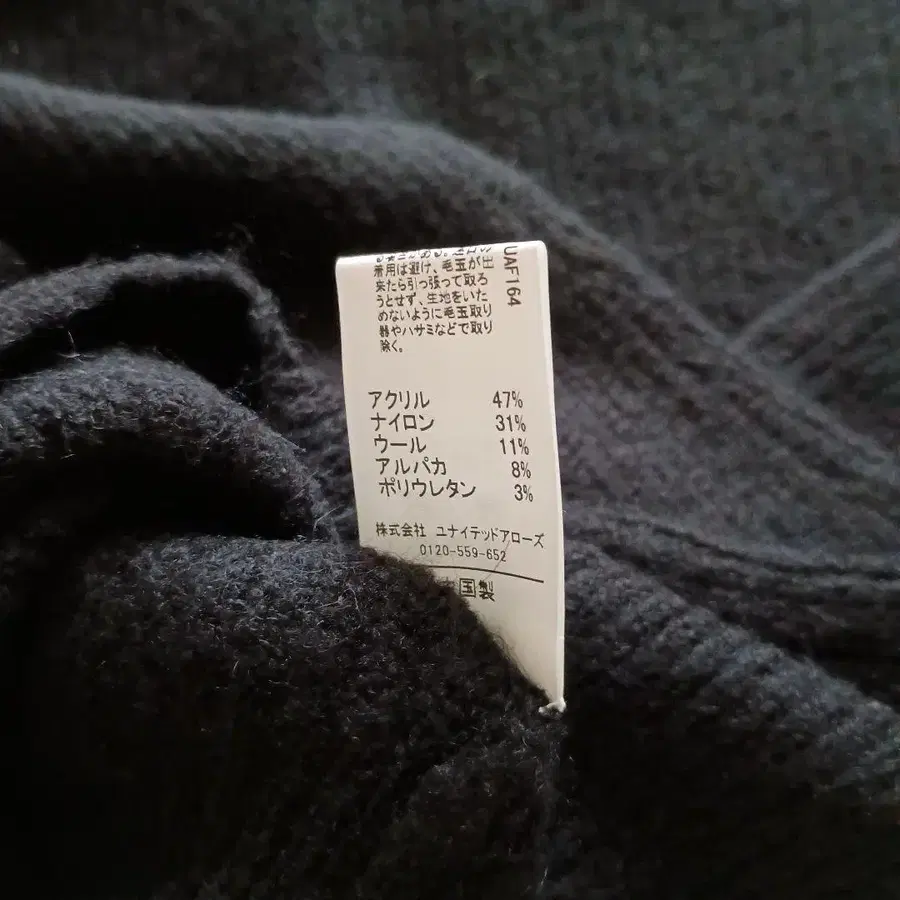 着用は避け、毛玉が出
来たら引っ張って取ろ
うとせず、生地をいた
めないように毛玉取り
器やハサミなどで取り
除く。
UAF164
アクリル 47%
ナイロン 31%
ウール 11%
アルパカ 8%
ポリウレタン 3%
株式会社 ユナイテッドアローズ
0120-559-652
国製